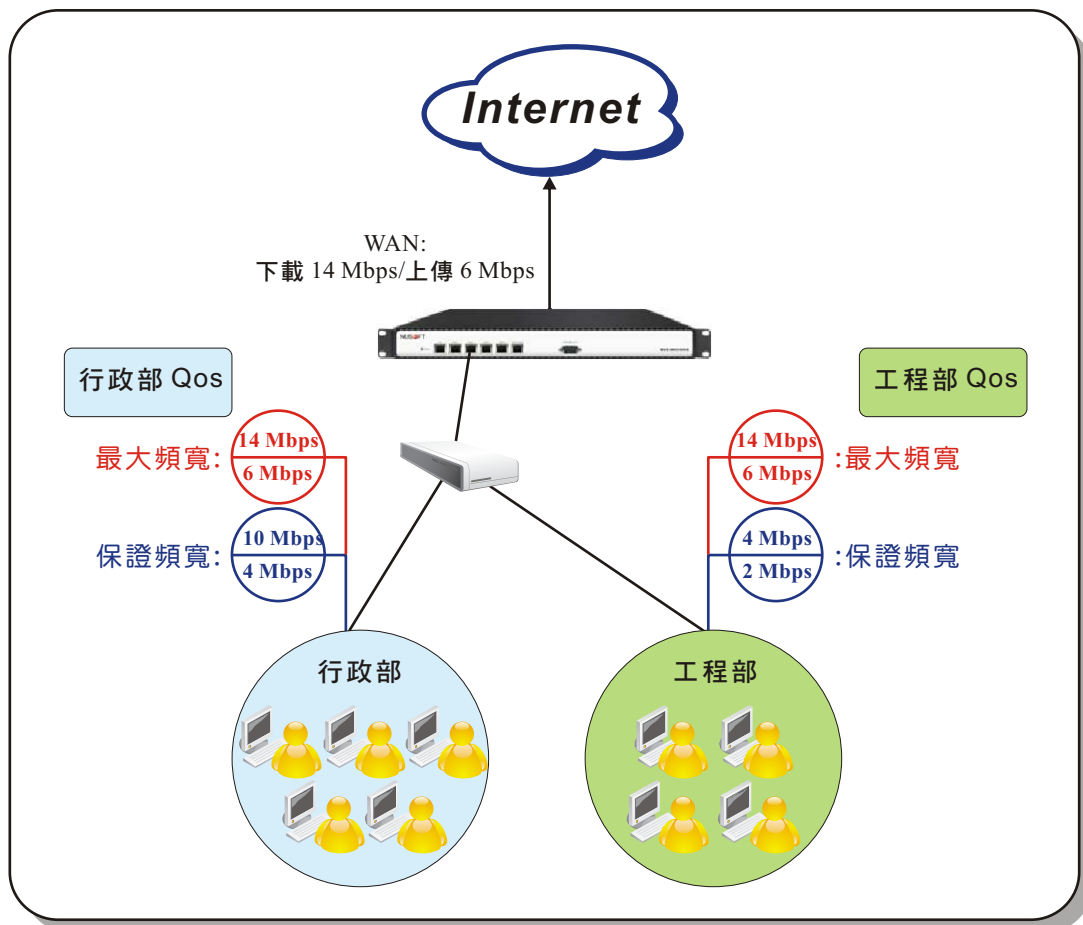 Internet
WAN:
下載 14 Mbps/上傳 6 Mbps
行政部 Qos
工程部 Qos
最大頻寬:
14 Mbps
6 Mbps
14 Mbps
6 Mbps
:最大頻寬
保證頻寬:
10 Mbps
4 Mbps
4 Mbps
2 Mbps
:保證頻寬
行政部
工程部